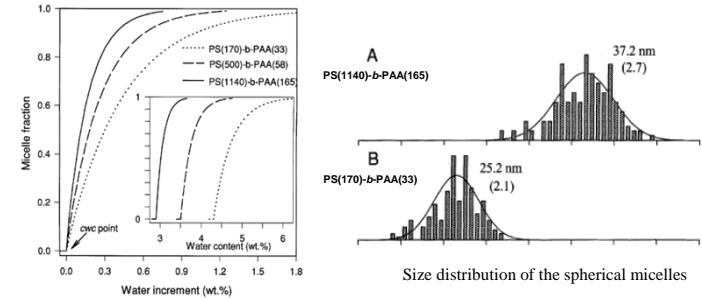 1.0
0.8
0.6
0.4
0.2
0.0
Micelle fraction
PS(170)-b-PAA(33)
PS(500)-b-PAA(58)
PS(1140)-b-PAA(165)
1
0
3 4 5 6
Water content (wt.%)
cwc point
0.0 0.3 0.6 0.9 1.2 1.5 1.8
Water increment (wt.%)
A
PS(1140)-b-PAA(165)
37.2 nm
(2.7)
B
PS(170)-b-PAA(33)
25.2 nm
(2.1)
Size distribution of the spherical micelles